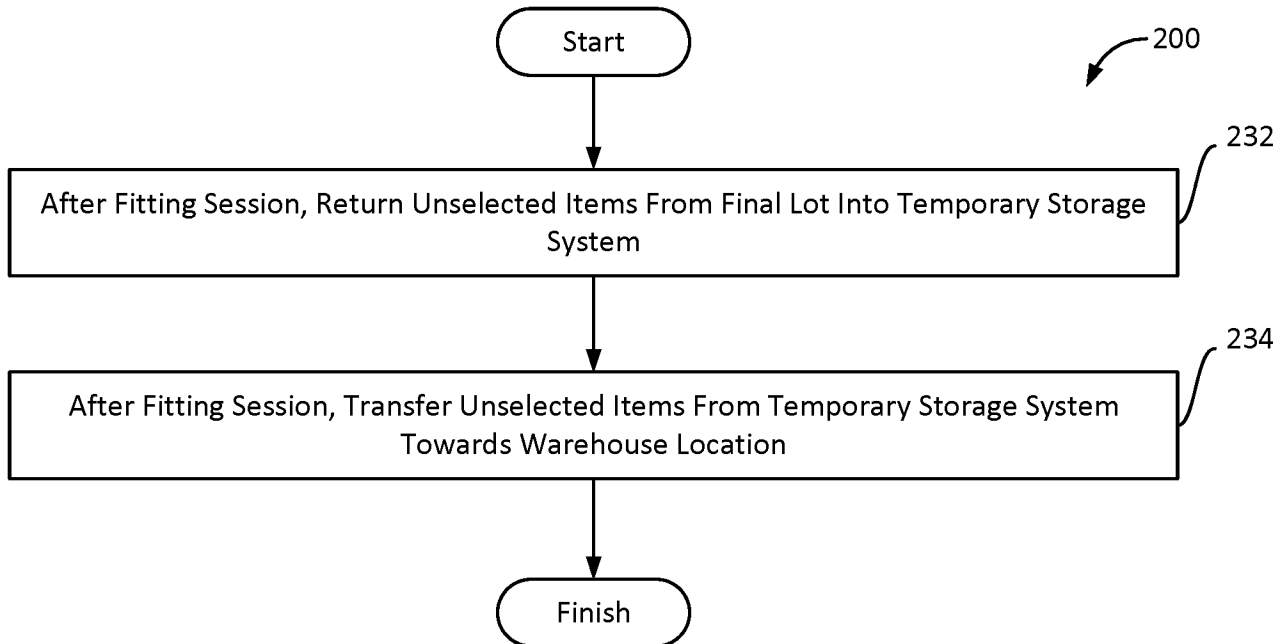 Start
200
232
After Fitting Session, Return Unselected Items From Final Lot Into Temporary Storage
System
234
After Fitting Session, Transfer Unselected Items From Temporary Storage System
Towards Warehouse Location
Finish